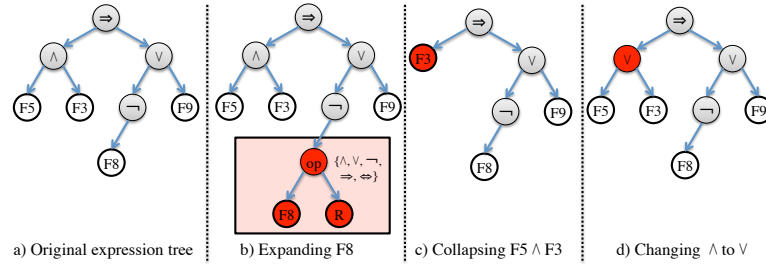 ⇒
∧
∨
F5
F3
¬
F9
F8
a) Original expression tree
⇒
∧
∨
F5
F3
¬
F9
op
{∧, ∨, ¬,
⇒, ⇔}
F8
R
b) Expanding F8
⇒
F3
∨
¬
F9
F8
c) Collapsing F5 ∧ F3
⇒
∨
∨
F5
F3
¬
F9
F8
d) Changing ∧ to ∨